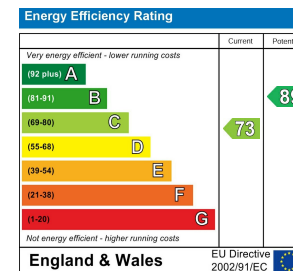 Energy Efficiency Rating
Current
Very energy efficient - lower running costs
(92 plus) A
(81-91) B
(69-80) C
73
(55-68) D
(39-54) E
(21-38) F
(1-20) G
Not energy efficient - higher running costs
England & Wales
EU Directive
2002/91/EC